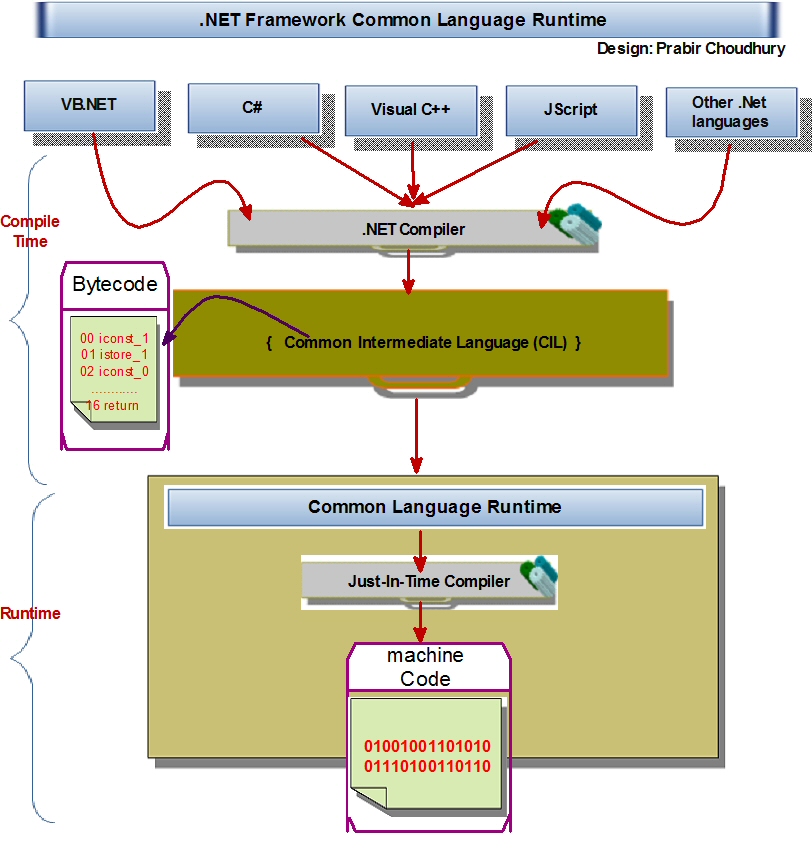 .NET Framework Common Language Runtime
Design: Prabir Choudhury
VB.NET
C#
Visual C++
JScript
Other .Net
languages
Compile
Time
.NET Compiler
Bytecode
00 iconst_1
01 istore_1
02 iconst_0
............
16 return
{ Common Intermediate Language (CIL) }
Common Language Runtime
Just-In-Time Compiler
Runtime
machine
Code
01001001101010
01110100110110